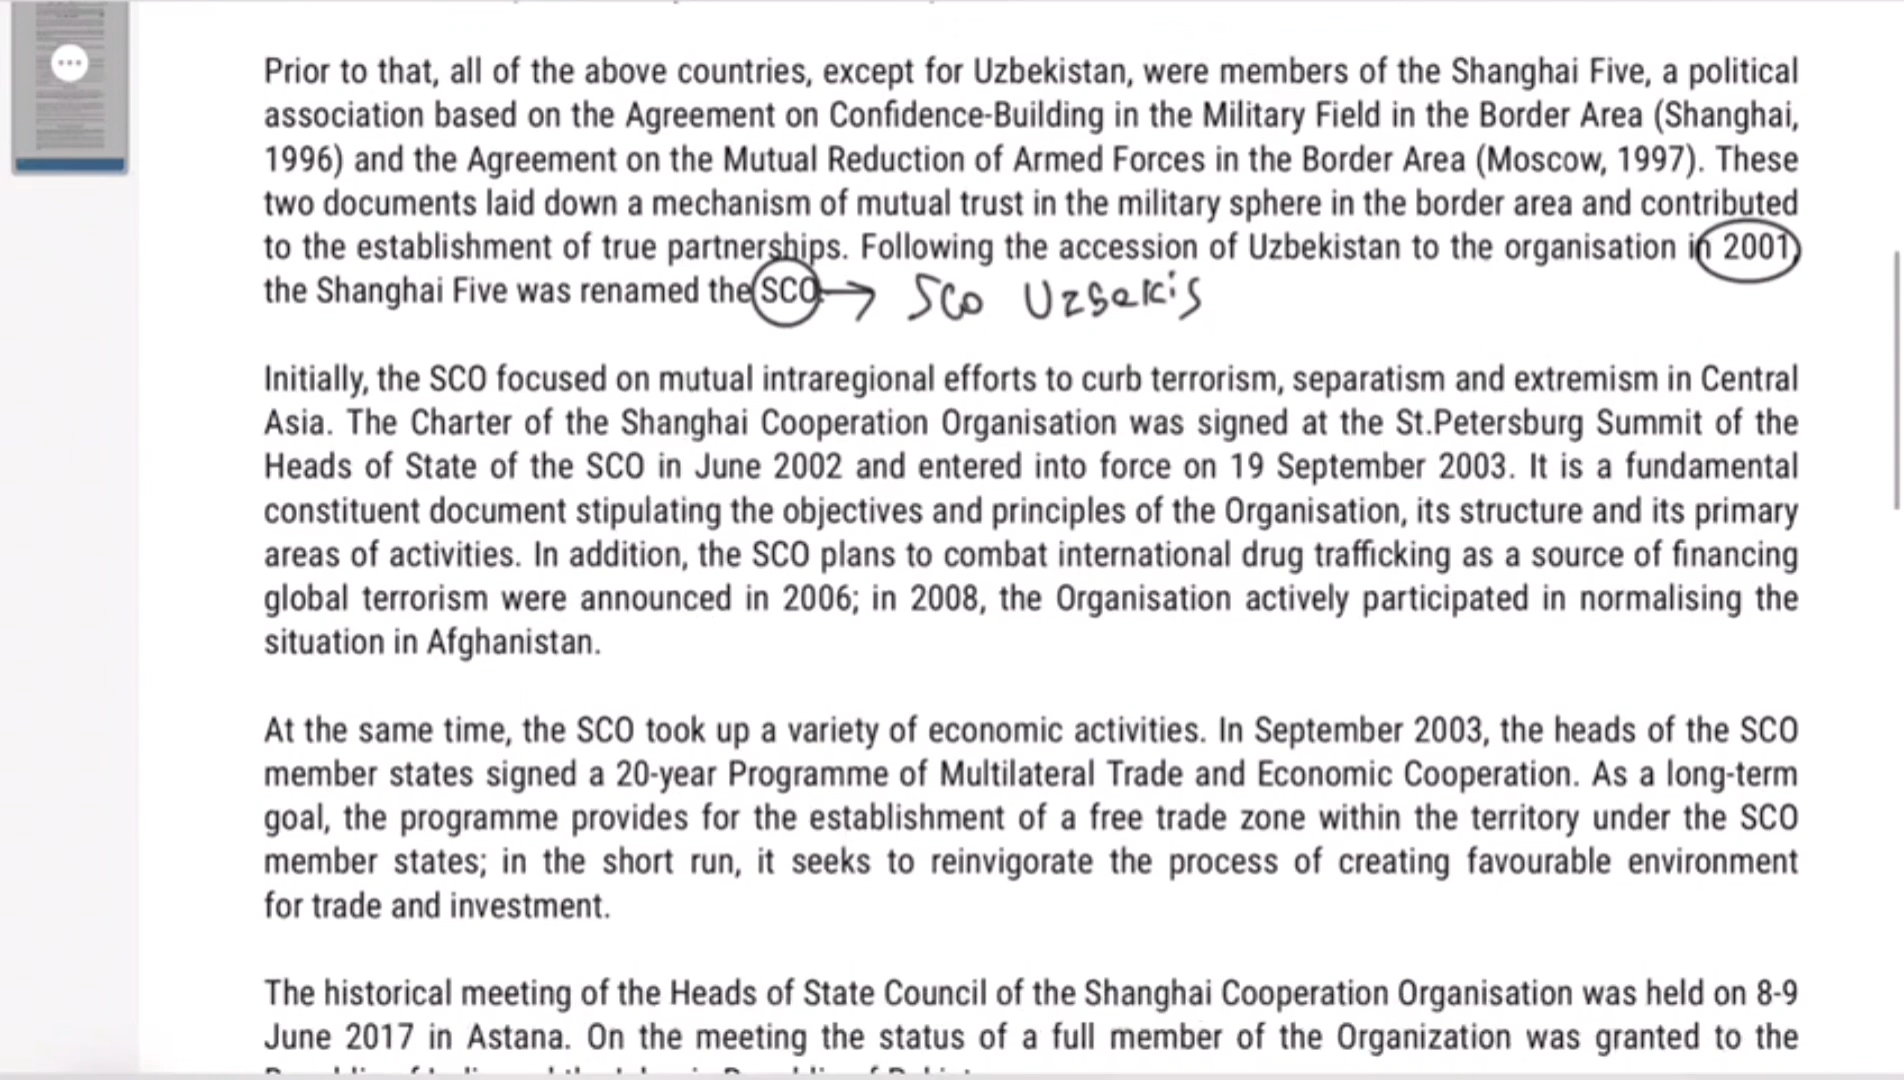 Prior to that, all of the above countries, except for Uzbekistan, were members of the Shanghai Five, a political
association based on the Agreement on Confidence-Building in the Military Field in the Border Area (Shanghai,
1996) and the Agreement on the Mutual Reduction of Armed Forces in the Border Area (Moscow, 1997). These
two documents laid down a mechanism of mutual trust in the military sphere in the border area and contributed
to the establishment of true partnerships. Following the accession of Uzbekistan to the organisation in 2001,
the Shanghai Five was renamed the SCO. → SCO Uzbekis
Initially, the SCO focused on mutual intraregional efforts to curb terrorism, separatism and extremism in Central
Asia. The Charter of the Shanghai Cooperation Organisation was signed at the St.Petersburg Summit of the
Heads of State of the SCO in June 2002 and entered into force on 19 September 2003. It is a fundamental
constituent document stipulating the objectives and principles of the Organisation, its structure and its primary
areas of activities. In addition, the SCO plans to combat international drug trafficking as a source of financing
global terrorism were announced in 2006; in 2008, the Organisation actively participated in normalising the
situation in Afghanistan.
At the same time, the SCO took up a variety of economic activities. In September 2003, the heads of the SCO
member states signed a 20-year Programme of Multilateral Trade and Economic Cooperation. As a long-term
goal, the programme provides for the establishment of a free trade zone within the territory under the SCO
member states; in the short run, it seeks to reinvigorate the process of creating favourable environment
for trade and investment.
The historical meeting of the Heads of State Council of the Shanghai Cooperation Organisation was held on 8-9
June 2017 in Astana. On the meeting the status of a full member of the Organization was granted to the